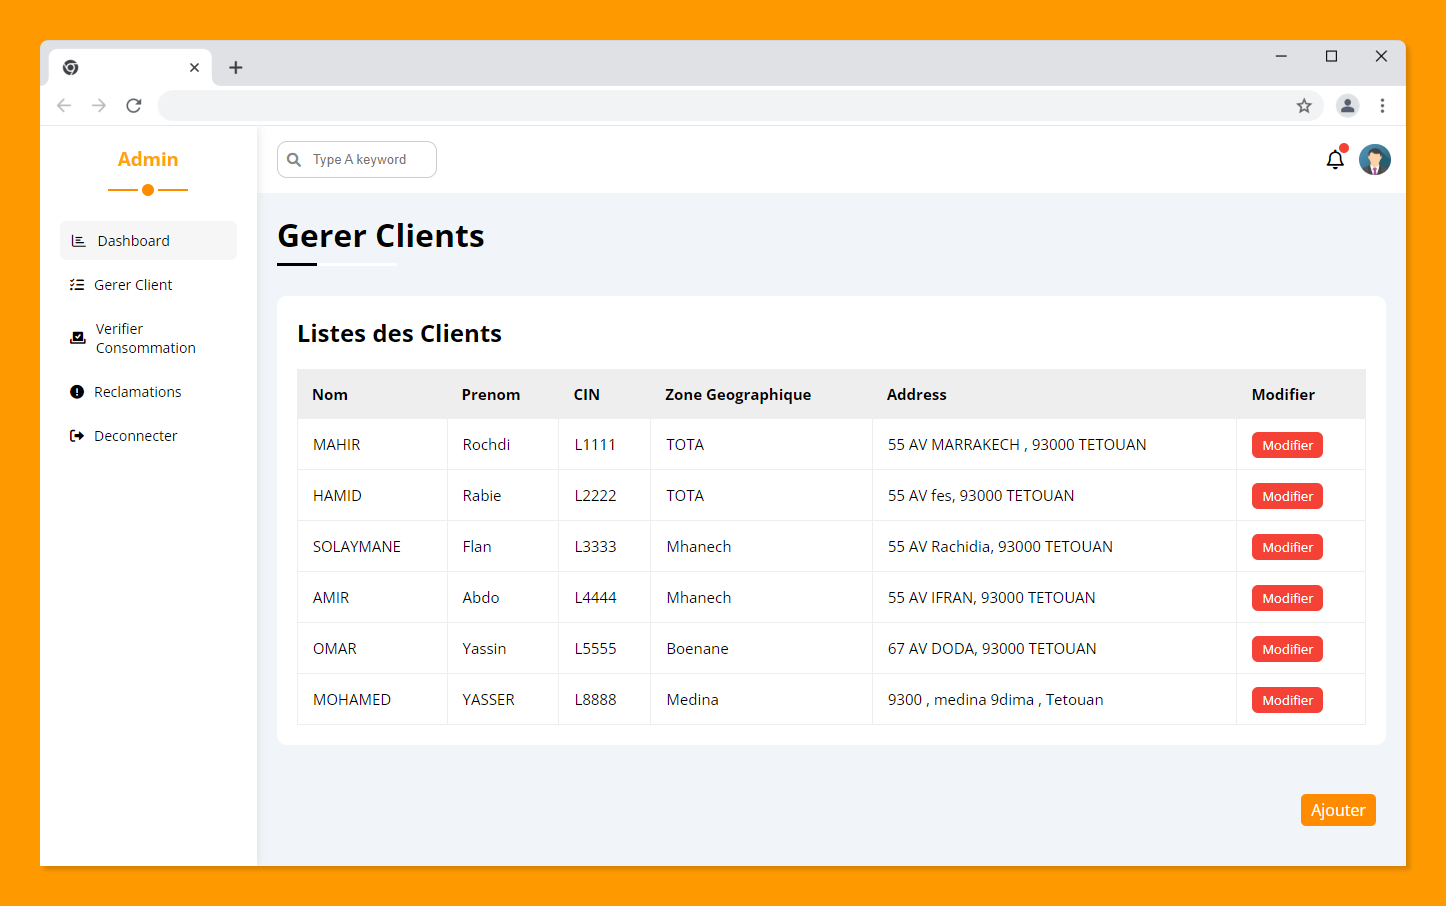 Admin
Type A keyword
Dashboard
Gerer Client
Verifier
Consommation
Reclamations
Deconnecter
Gerer Clients
Listes des Clients
Nom Prenom CIN Zone Geographique Address Modifier
MAHIR Rochdi L1111 TOTA 55 AV MARRAKECH , 93000 TETOUAN Modifier
HAMID Rabie L2222 TOTA 55 AV fes, 93000 TETOUAN Modifier
SOLAYMANE Flan L3333 Mhanech 55 AV Rachidia, 93000 TETOUAN Modifier
AMIR Abdo L4444 Mhanech 55 AV IFRAN, 93000 TETOUAN Modifier
OMAR Yassin L5555 Boenane 67 AV DODA, 93000 TETOUAN Modifier
MOHAMED YASSER L8888 Medina 9300 , medina 9dima , Tetouan Modifier
Ajouter